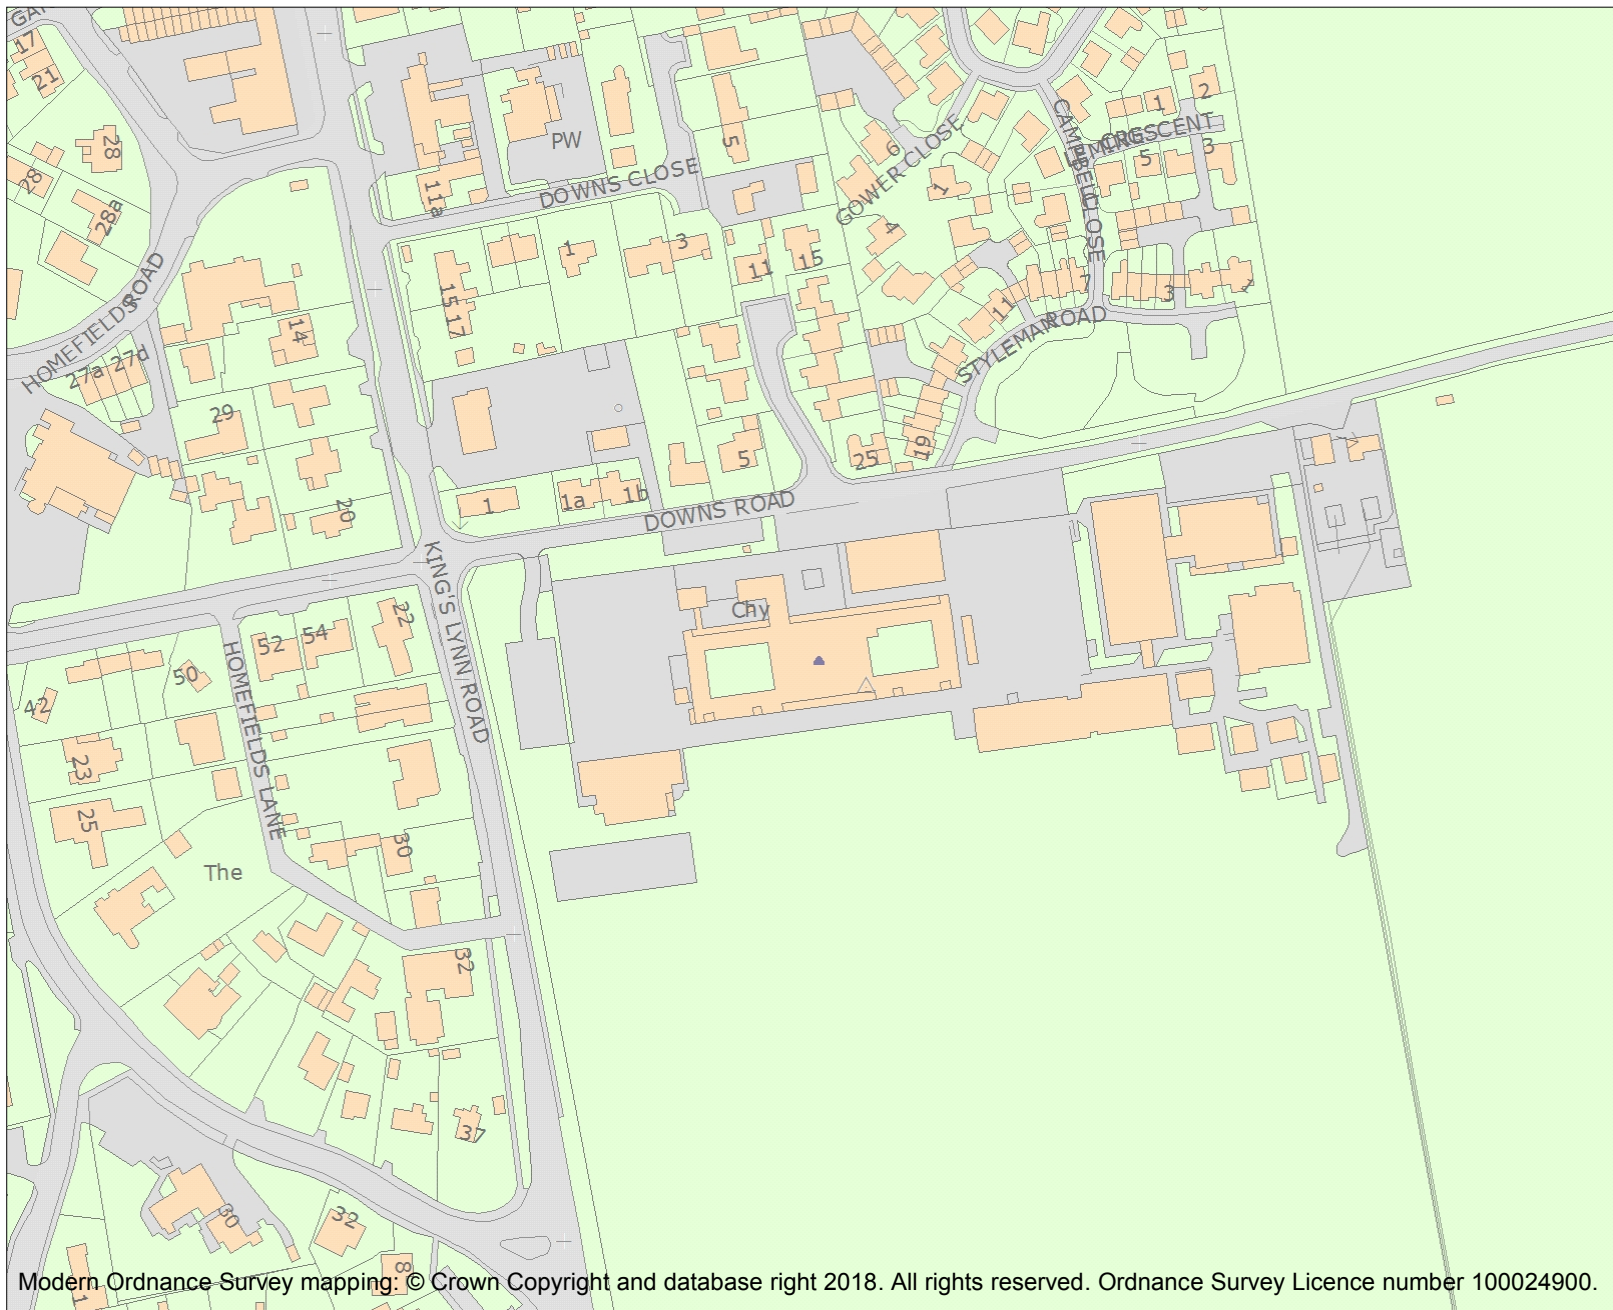 17
21
28
28
28a
HOMEFIELDS ROAD
27a 27d
29
14
20
11a
PW
DOWNS CLOSE
5
1
3
15 17
11
15
GOWER CLOSE
6
1
4
CAMPBELL CLOSE
CRESCENT
1
2
5
3
7
3
11
STYLEMAN ROAD
19
25
5
1
1a
1b
DOWNS ROAD
KING'S LYNN ROAD
Chy
22
52 54
50
42
23
25
HOMEFIELDS LANE
The
30
32
37
30
32
8
Modern Ordnance Survey mapping: © Crown Copyright and database right 2018. All rights reserved. Ordnance Survey Licence number 100024900.